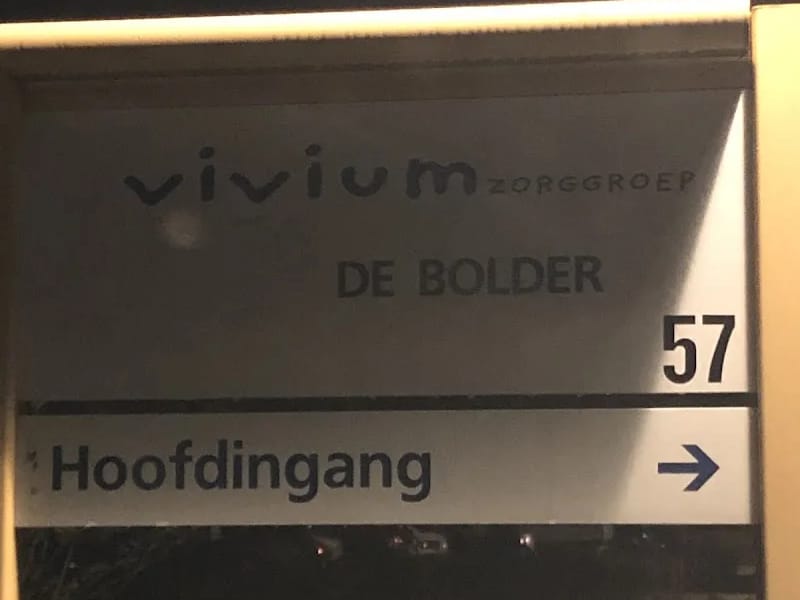 vivium ZORGGROEP
DE BOLDER
57
Hoofdingang →